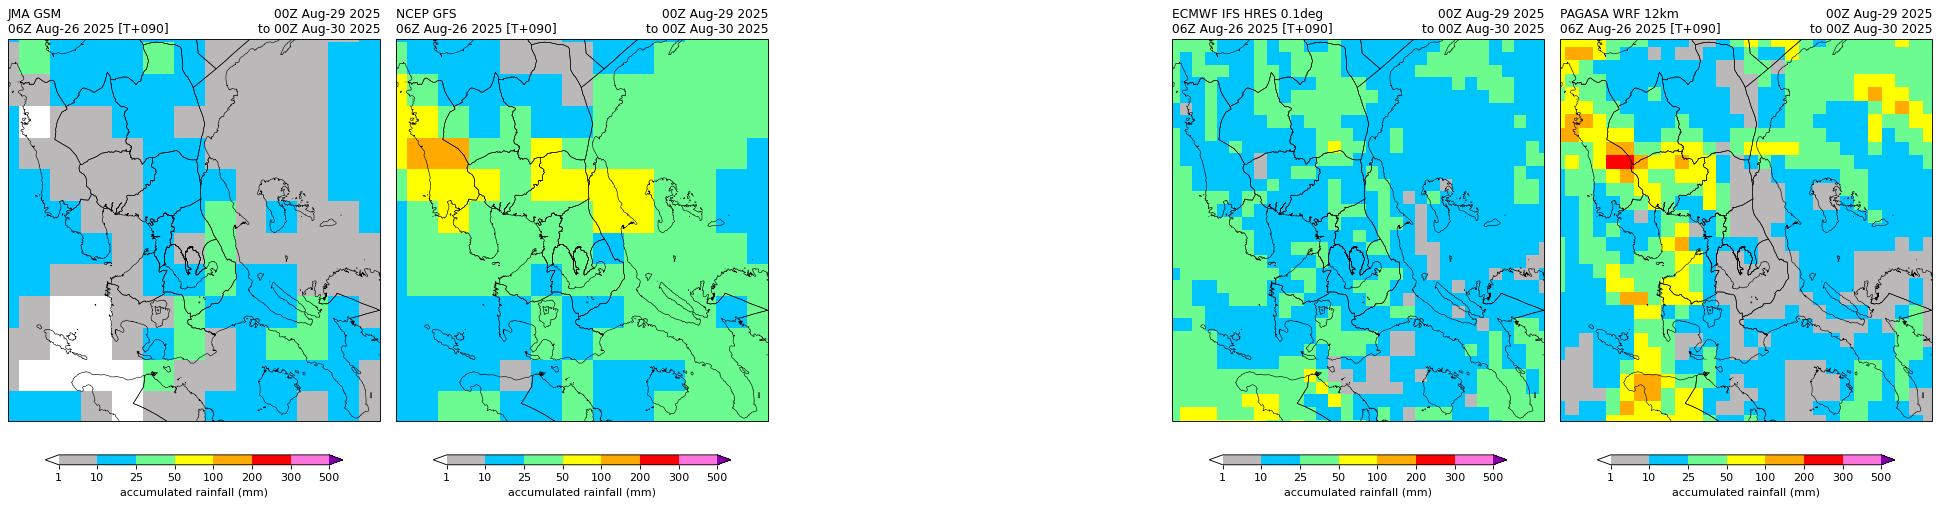 JMA GSM 00Z Aug-29 2025
06Z Aug-26 2025 [T+090] to 00Z Aug-30 2025
NCEP GFS 00Z Aug-29 2025
06Z Aug-26 2025 [T+090] to 00Z Aug-30 2025
ECMWF IFS HRES 0.1deg 00Z Aug-29 2025
06Z Aug-26 2025 [T+090] to 00Z Aug-30 2025
PAGASA WRF 12km 00Z Aug-29 2025
06Z Aug-26 2025 [T+090] to 00Z Aug-30 2025
1 10 25 50 100 200 300 500
accumulated rainfall (mm)
1 10 25 50 100 200 300 500
accumulated rainfall (mm)
1 10 25 50 100 200 300 500
accumulated rainfall (mm)
1 10 25 50 100 200 300 500
accumulated rainfall (mm)